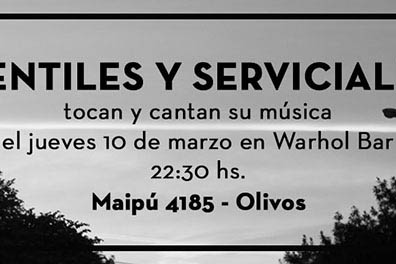 ENTILES Y SERVICIAL
tocan y cantan su música
el jueves 10 de marzo en Warhol Bar
22:30 hs.
Maipú 4185 - Olivos